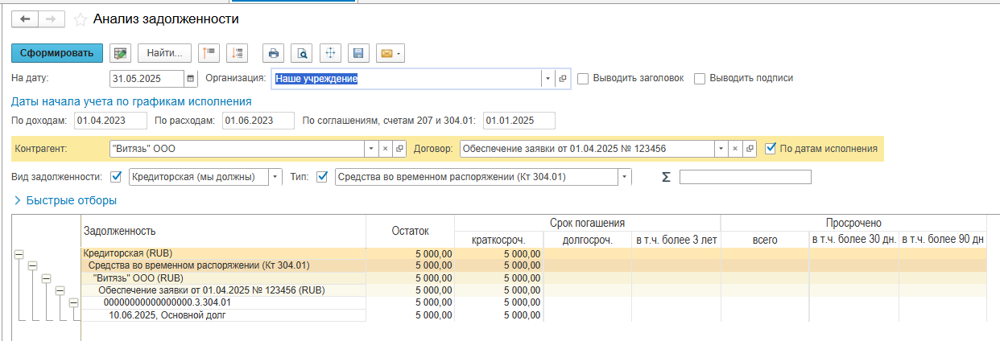 Анализ задолженности
Сформировать Найти...
На дату: 31.05.2025 Организация: Наше учреждение Выводить заголовок Выводить подписи
Даты начала учета по графикам исполнения
По доходам: 01.04.2023 По расходам: 01.06.2023 По соглашениям, счетам 207 и 304.01: 01.01.2025
Контрагент: "Витязь" ООО Договор: Обеспечение заявки от 01.04.2025 № 123456 По датам исполнения
Вид задолженности: Кредиторская (мы должны) Тип: Средства во временном распоряжении (Кт 304.01) Σ
Быстрые отборы
Задолженность Остаток Срок погашения Просрочено
краткосроч. долгосроч. в т.ч. более 3 лет всего в т.ч. более 30 дн. в т.ч. более 90 дн
Кредиторская (RUB) 5 000,00 5 000,00
Средства во временном распоряжении (Кт 304.01) 5 000,00 5 000,00
"Витязь" ООО (RUB) 5 000,00 5 000,00
Обеспечение заявки от 01.04.2025 № 123456 (RUB) 5 000,00 5 000,00
00000000000000000.3.304.01 5 000,00 5 000,00
10.06.2025, Основной долг 5 000,00 5 000,00